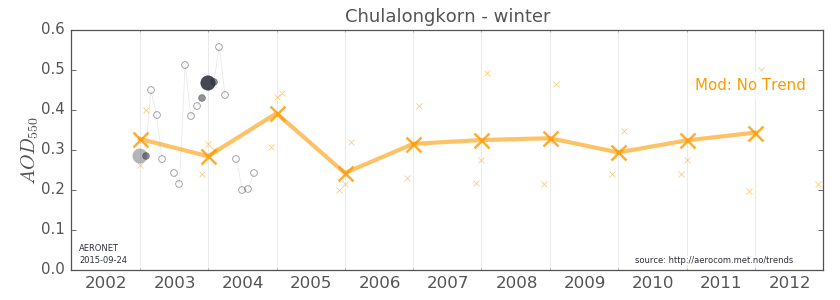 Chulalongkorn - winter
0.6
0.5
0.4
0.3
0.2
0.1
0.0
AOD550
Mod: No Trend
AERONET
2015-09-24
source: http://aerocom.met.no/trends
2002 2003 2004 2005 2006 2007 2008 2009 2010 2011 2012